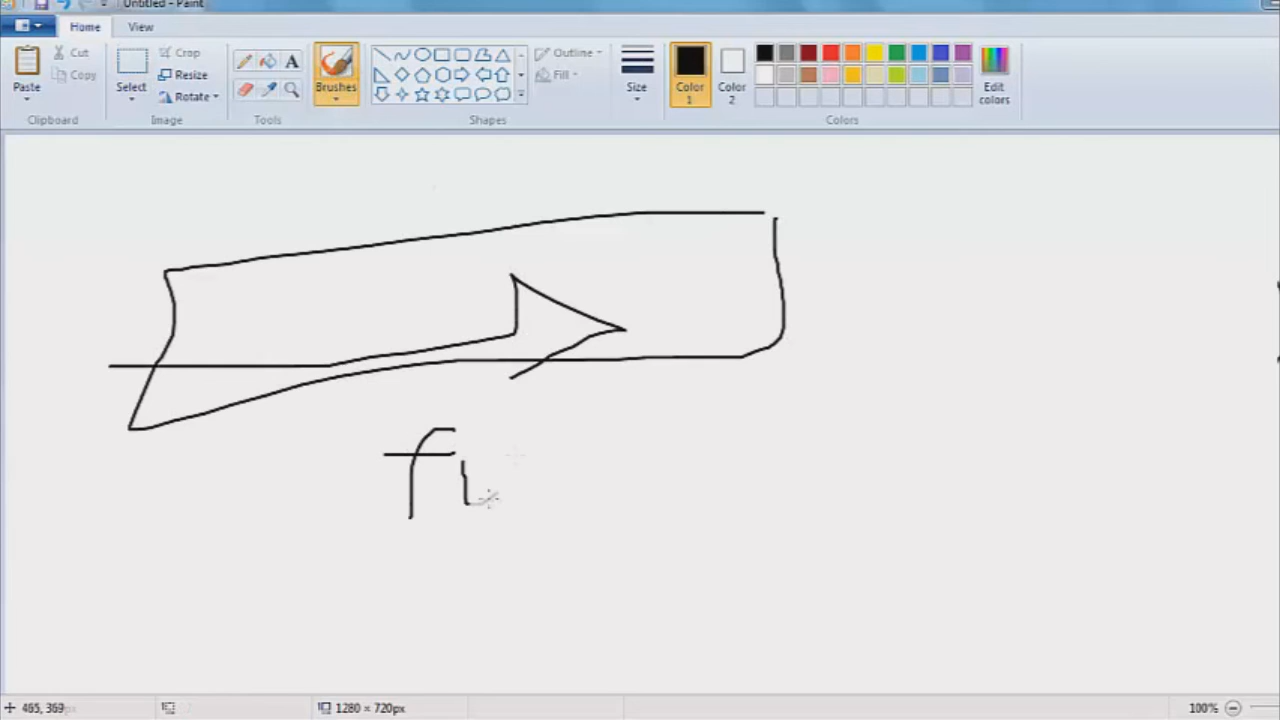 Untitled - Paint
Home View
Cut
Copy
Paste
Clipboard
Select
Crop
Resize
Rotate
Image
Tools
Brushes
Shapes
Outline
Fill
Size
Color 1
Color 2
Edit colors
Colors
fu
465, 369px
1280 × 720px
100%